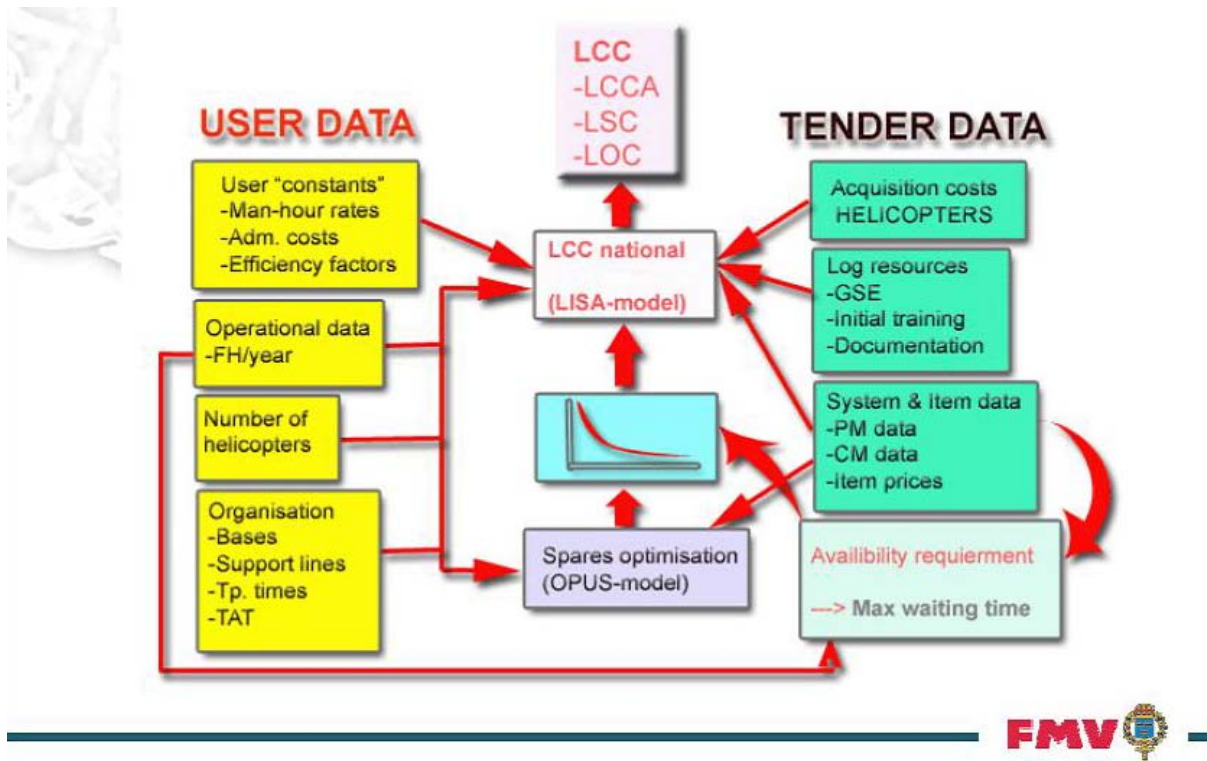 LCC
-LCCA
-LSC
-LOC
USER DATA
TENDER DATA
User “constants”
-Man-hour rates
-Adm. costs
-Efficiency factors
Operational data
-FH/year
Number of
helicopters
Organisation
-Bases
-Support lines
-Tp. times
-TAT
LCC national
(LISA-model)
Spares optimisation
(OPUS-model)
Acquisition costs
HELICOPTERS
Log resources
-GSE
-Initial training
-Documentation
System & item data
-PM data
-CM data
-Item prices
Availibility requierment
---> Max waiting time
FMV